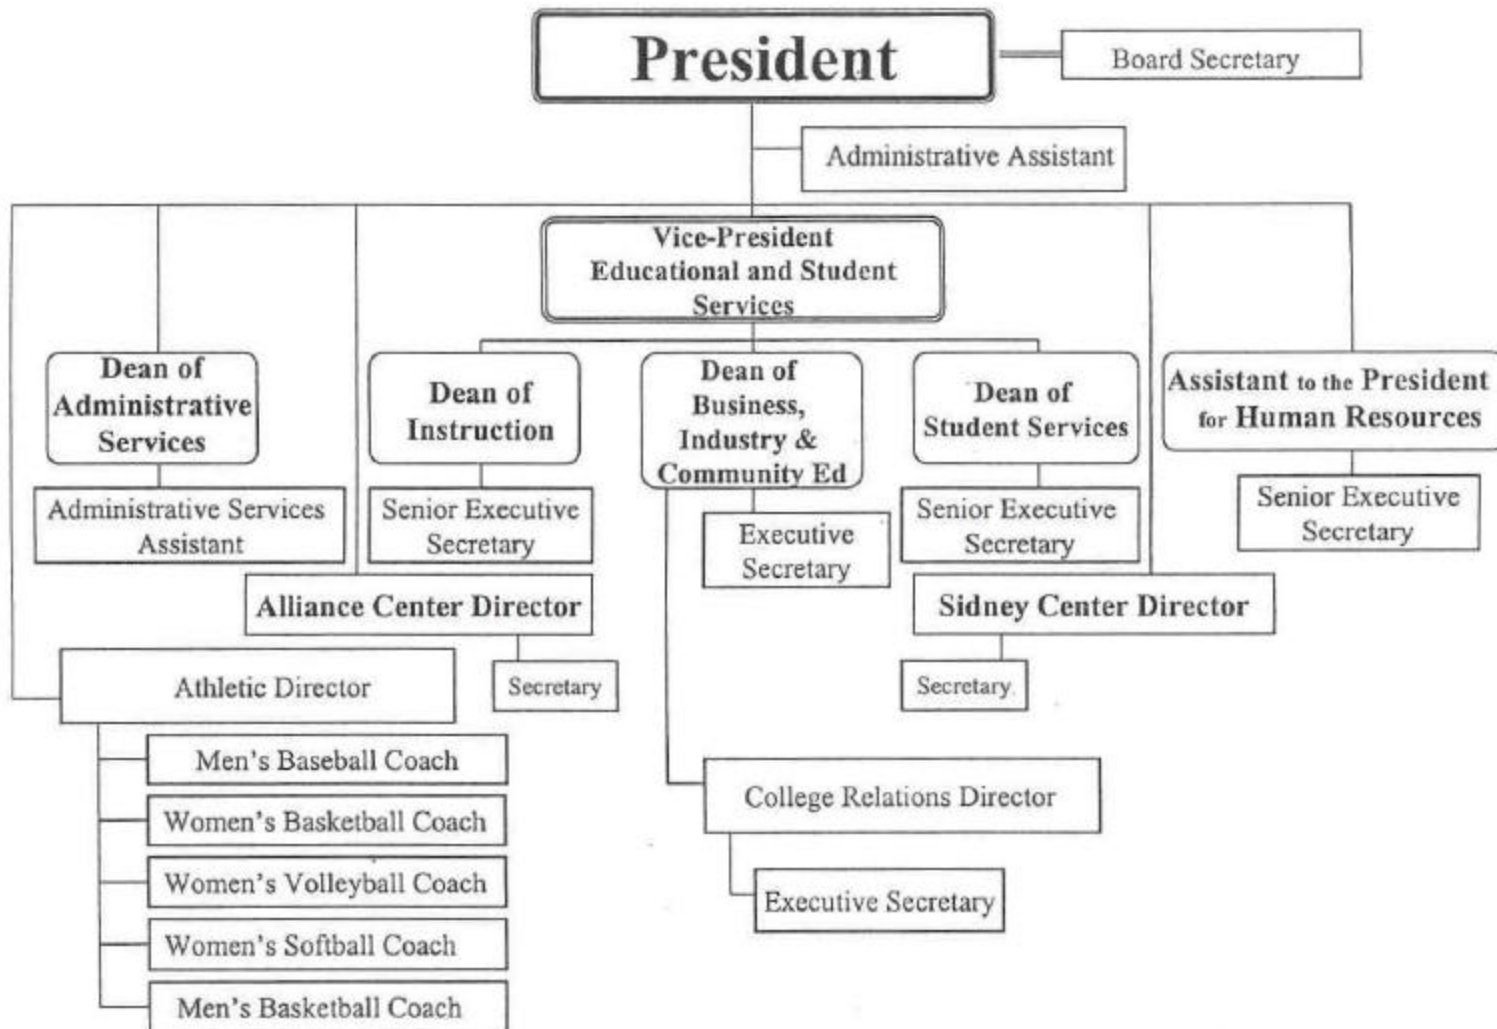 President
Board Secretary
Administrative Assistant
Vice-President
Educational and Student
Services
Dean of
Administrative
Services
Dean of
Instruction
Dean of
Business,
Industry &
Community Ed
Dean of
Student Services
Assistant to the President
for Human Resources
Administrative Services
Assistant
Senior Executive
Secretary
Executive
Secretary
Senior Executive
Secretary
Senior Executive
Secretary
Alliance Center Director
Sidney Center Director
Secretary
Secretary
Athletic Director
Men's Baseball Coach
Women's Basketball Coach
Women's Volleyball Coach
Women's Softball Coach
Men's Basketball Coach
College Relations Director
Executive Secretary